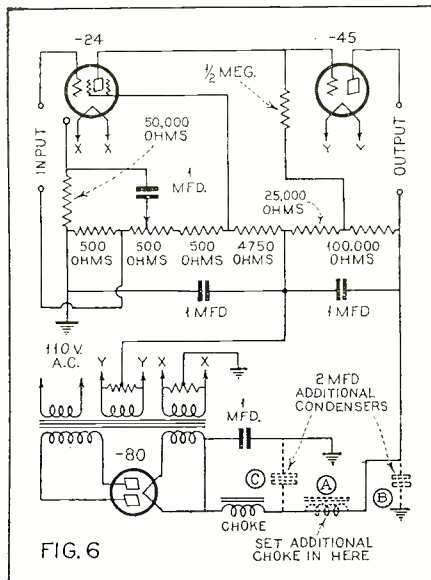 -24
-45
½ MEG.
50,000
OHMS
INPUT
OUTPUT
X X
Y Y
1
MFD.
25,000
OHMS
500
OHMS
500
OHMS
500
OHMS
4750
OHMS
100.000
OHMS
1 MFD
1 MFD
110 V.
A.C.
Y Y X X
1
MFD.
2 MFD
ADDITIONAL
CONDENSERS
-80
C
A
B
CHOKE
SET ADDITIONAL
CHOKE IN HERE
FIG. 6